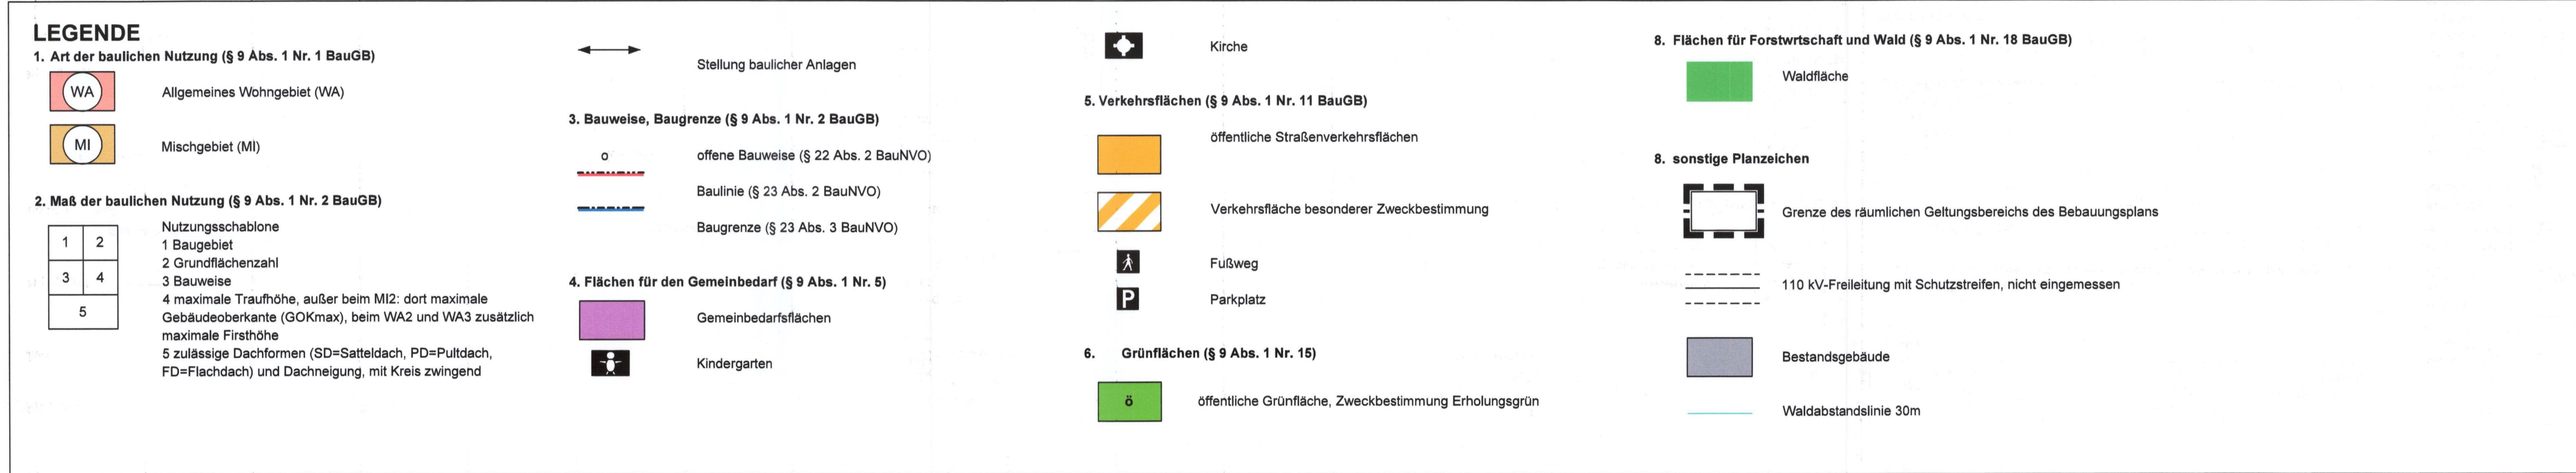 LEGENDE
1. Art der baulichen Nutzung (§ 9 Abs. 1 Nr. 1 BauGB)
WA
Allgemeines Wohngebiet (WA)
MI
Mischgebiet (MI)
2. Maß der baulichen Nutzung (§ 9 Abs. 1 Nr. 2 BauGB)
1 2
3 4
5
Nutzungsschablone
1 Baugebiet
2 Grundflächenzahl
3 Bauweise
4 maximale Traufhöhe, außer beim MI2: dort maximale
Gebäudeoberkante (GOKmax), beim WA2 und WA3 zusätzlich
maximale Firsthöhe
5 zulässige Dachformen (SD=Satteldach, PD=Pultdach,
FD=Flachdach) und Dachneigung, mit Kreis zwingend
Stellung baulicher Anlagen
3. Bauweise, Baugrenze (§ 9 Abs. 1 Nr. 2 BauGB)
o
offene Bauweise (§ 22 Abs. 2 BauNVO)
Baulinie (§ 23 Abs. 2 BauNVO)
Baugrenze (§ 23 Abs. 3 BauNVO)
4. Flächen für den Gemeinbedarf (§ 9 Abs. 1 Nr. 5)
Gemeinbedarfsflächen
Kindergarten
Kirche
5. Verkehrsflächen (§ 9 Abs. 1 Nr. 11 BauGB)
öffentliche Straßenverkehrsflächen
Verkehrsfläche besonderer Zweckbestimmung
Fußweg
P
Parkplatz
6. Grünflächen (§ 9 Abs. 1 Nr. 15)
ö
öffentliche Grünfläche, Zweckbestimmung Erholungsgrün
8. Flächen für Forstwrtschaft und Wald (§ 9 Abs. 1 Nr. 18 BauGB)
Waldfläche
8. sonstige Planzeichen
Grenze des räumlichen Geltungsbereichs des Bebauungsplans
110 kV-Freileitung mit Schutzstreifen, nicht eingemessen
Bestandsgebäude
Waldabstandslinie 30m